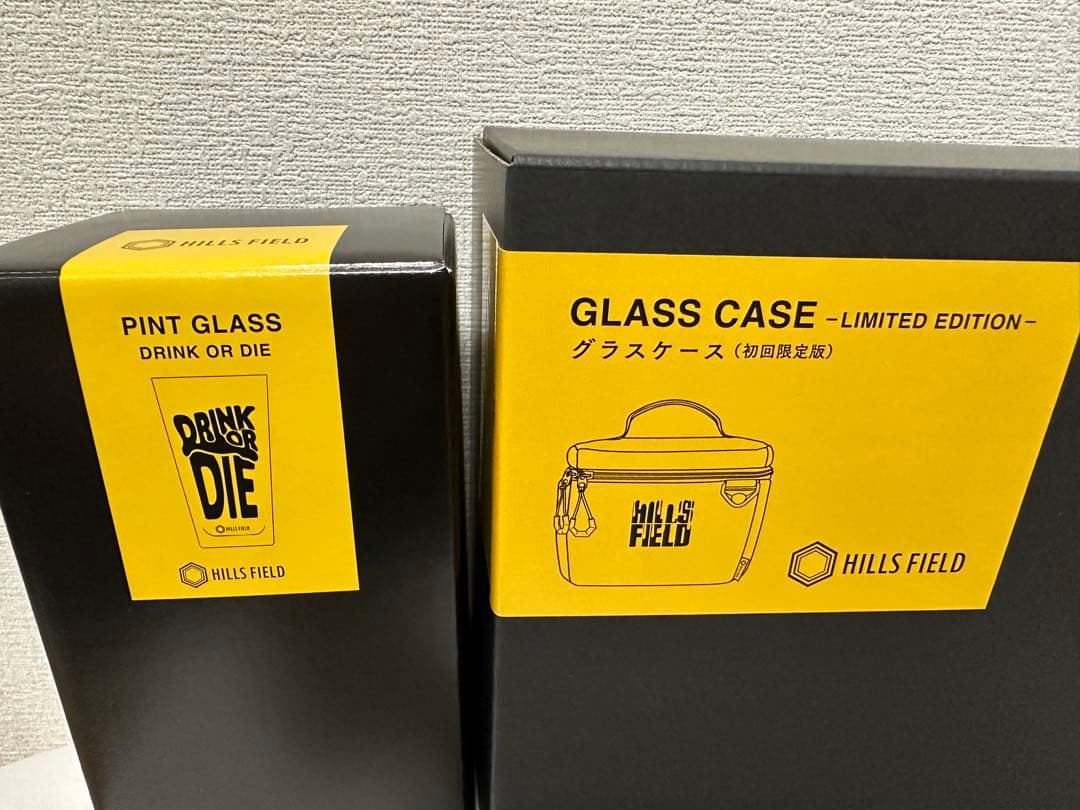 HILLS FIELD
PINT GLASS
DRINK OR DIE
DRINK
OR
DIE
HILLS FIELD
HILLS FIELD
GLASS CASE -LIMITED EDITION-
グラスケース（初回限定版）
HILLS
FIELD
HILLS FIELD